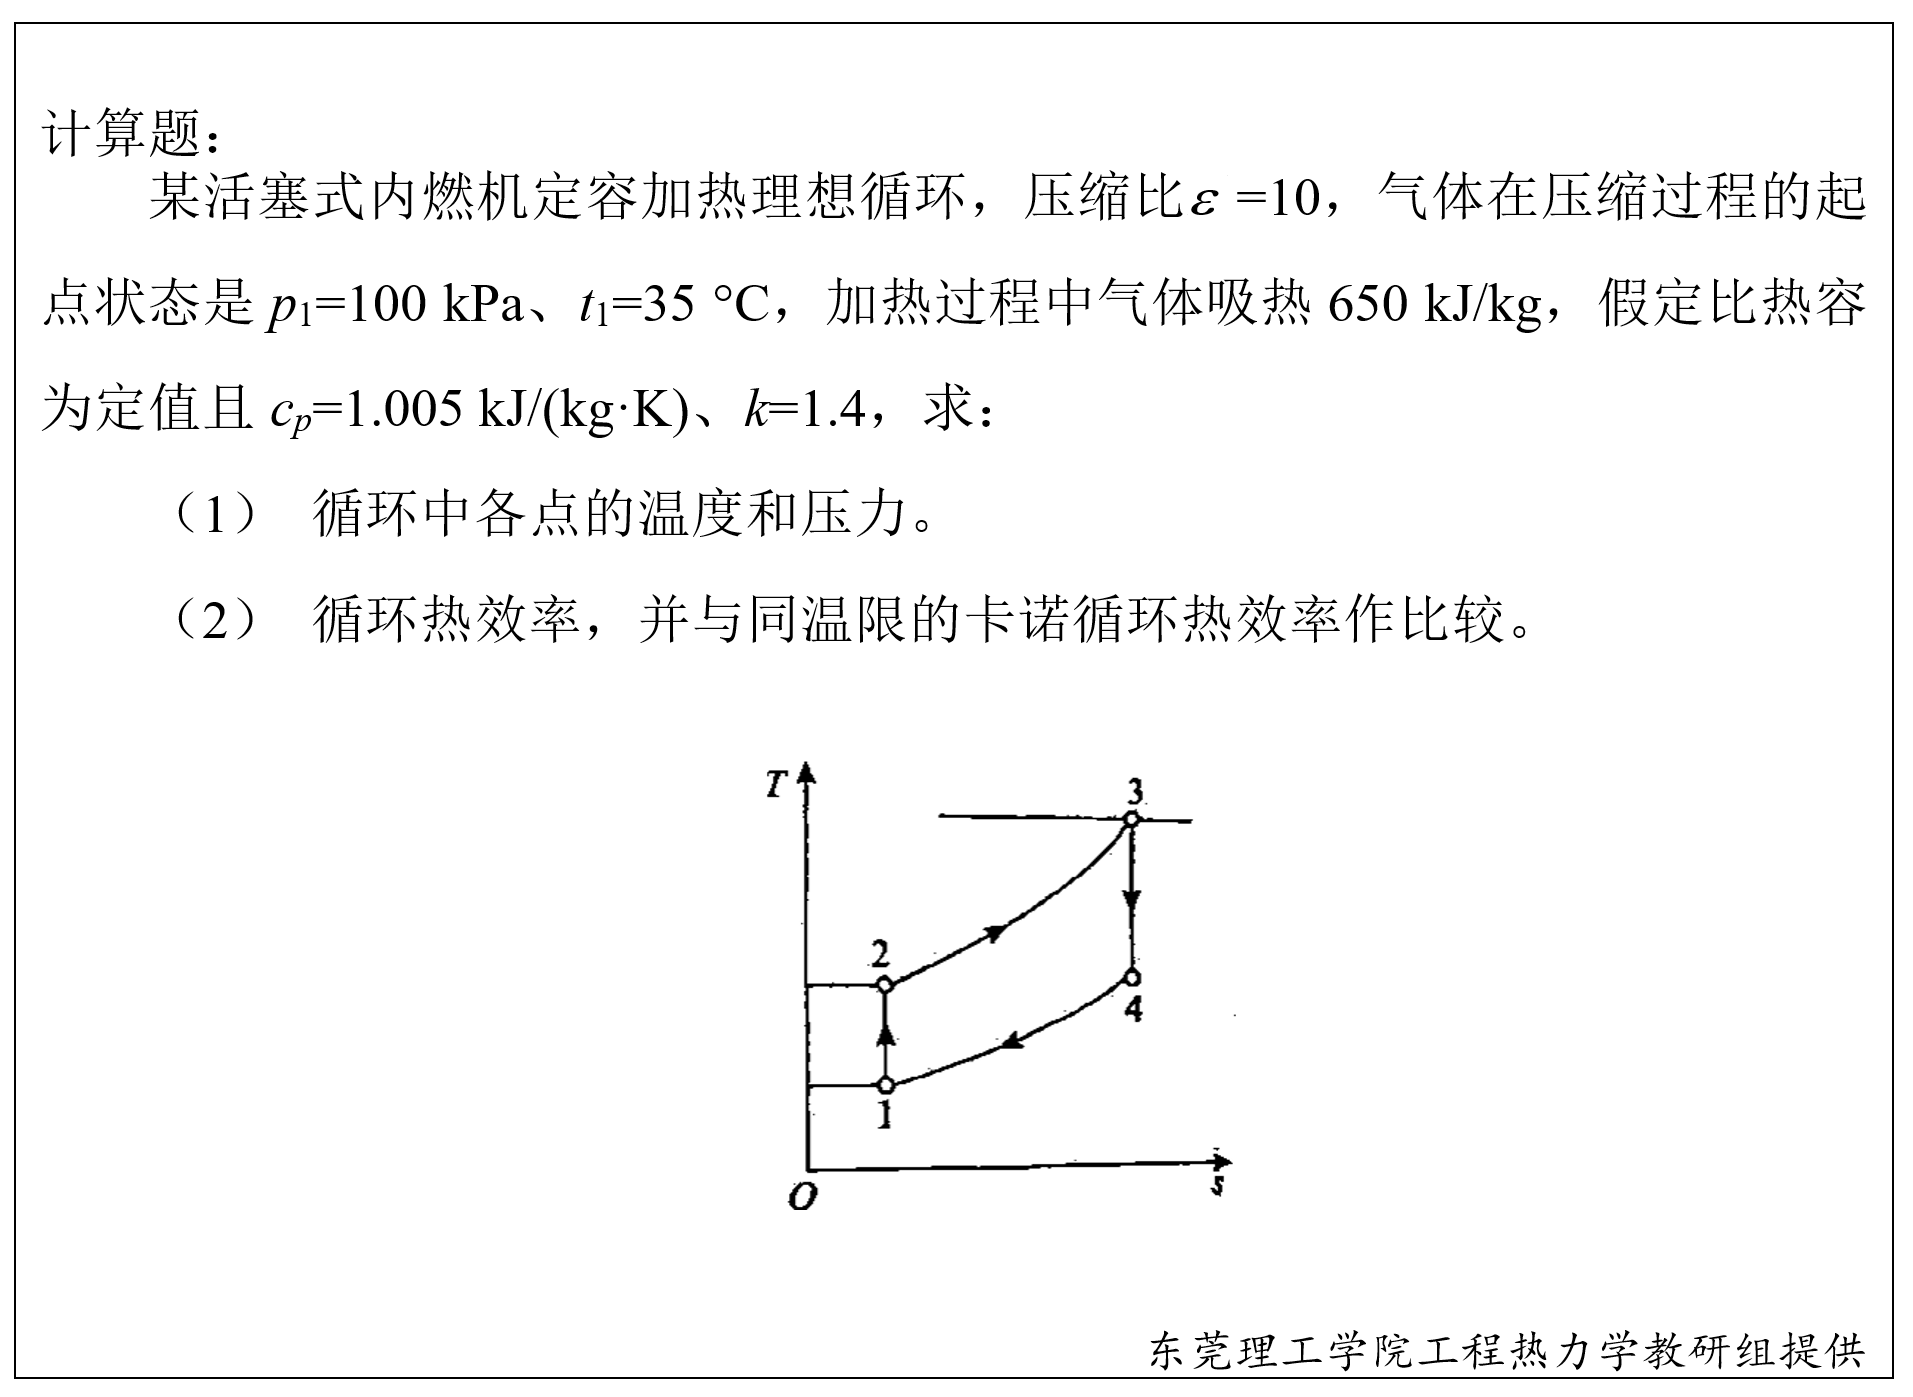 计算题：
某活塞式内燃机定容加热理想循环，压缩比ε =10，气体在压缩过程的起
点状态是 p1=100 kPa、t1=35 °C，加热过程中气体吸热 650 kJ/kg，假定比热容
为定值且 cp=1.005 kJ/(kg·K)、k=1.4，求：
（1） 循环中各点的温度和压力。
（2） 循环热效率，并与同温限的卡诺循环热效率作比较。
T
3
2
4
1
O
s
东莞理工学院工程热力学教研组提供